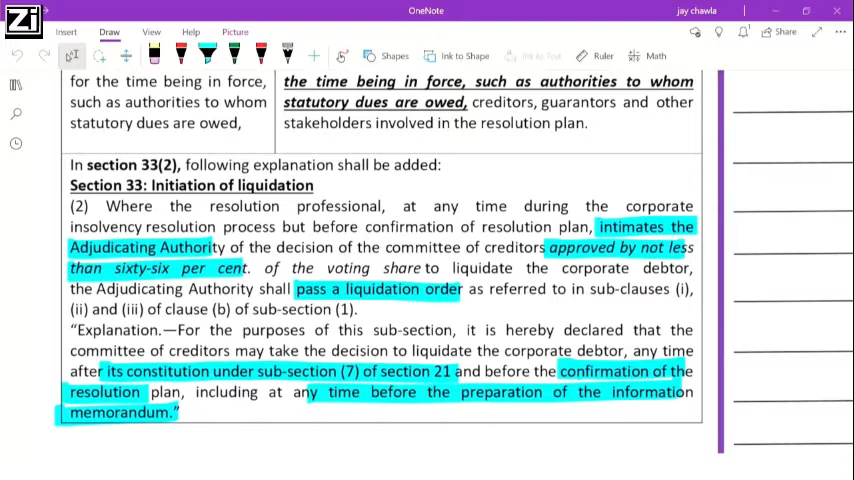 Zi
OneNote
jay chawla
Insert
Draw
View
Help
Picture
Share
Shapes
Ink to Shape
Ink to Text
Ruler
Math
for the time being in force,
such as authorities to whom
statutory dues are owed,
the time being in force, such as authorities to whom
statutory dues are owed, creditors, guarantors and other
stakeholders involved in the resolution plan.
In section 33(2), following explanation shall be added:
Section 33: Initiation of liquidation
(2) Where the resolution professional, at any time during the corporate
insolvency resolution process but before confirmation of resolution plan, intimates the
Adjudicating Authority of the decision of the committee of creditors approved by not less
than sixty-six per cent. of the voting share to liquidate the corporate debtor,
the Adjudicating Authority shall pass a liquidation order as referred to in sub-clauses (i),
(ii) and (iii) of clause (b) of sub-section (1).
“Explanation.—For the purposes of this sub-section, it is hereby declared that the
committee of creditors may take the decision to liquidate the corporate debtor, any time
after its constitution under sub-section (7) of section 21 and before the confirmation of the
resolution plan, including at any time before the preparation of the information
memorandum.”